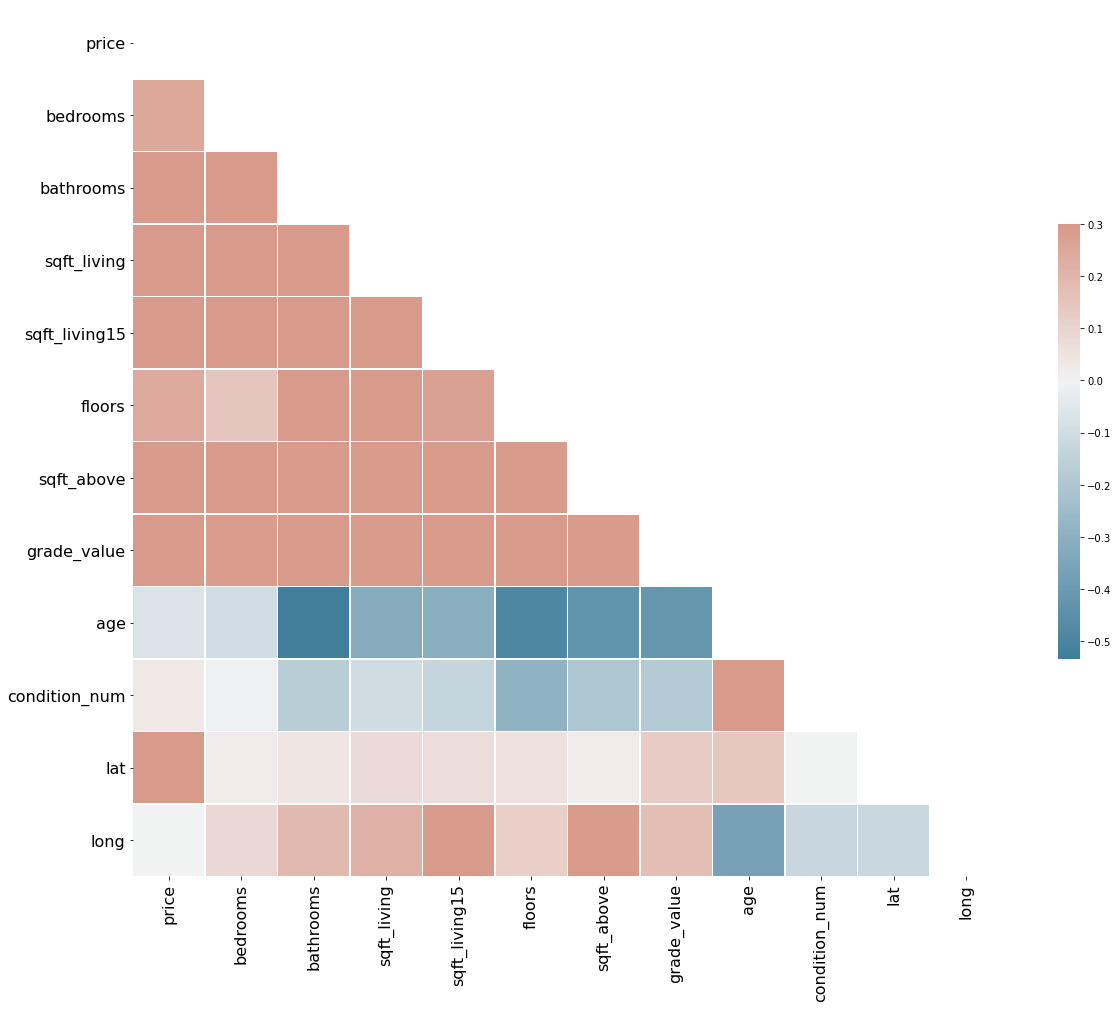 price
bedrooms
bathrooms
sqft_living
sqft_living15
floors
sqft_above
grade_value
age
condition_num
lat
long
price
bedrooms
bathrooms
sqft_living
sqft_living15
floors
sqft_above
grade_value
age
condition_num
lat
long
0.3
0.2
0.1
0.0
−0.1
−0.2
−0.3
−0.4
−0.5